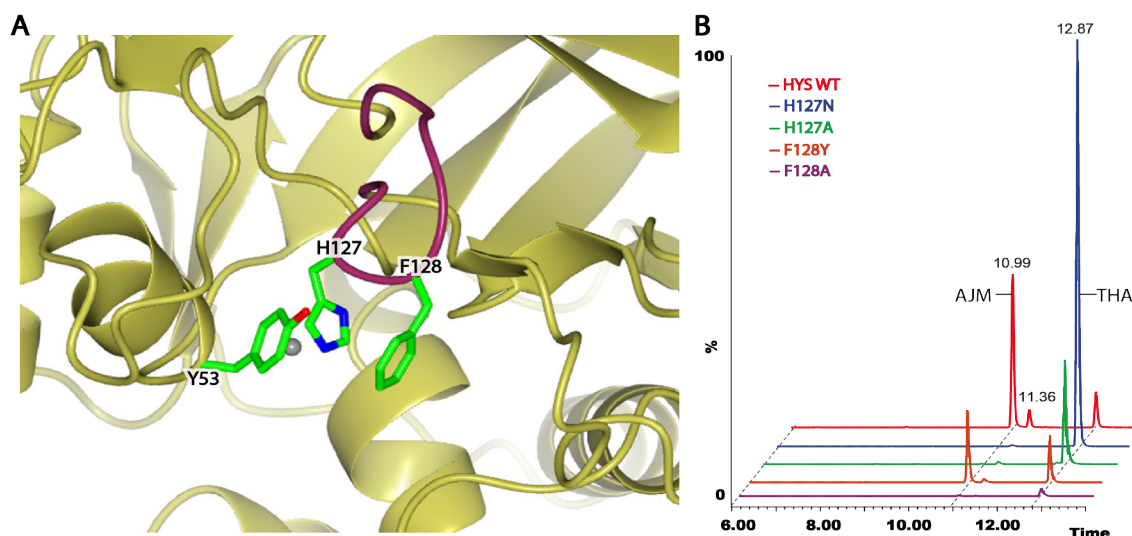 A
H127
F128
Y53
B
12.87
100
HYS WT
H127N
H127A
F128Y
F128A
10.99
AJM
THA
%
11.36
0
6.00 8.00 10.00 12.00
Time